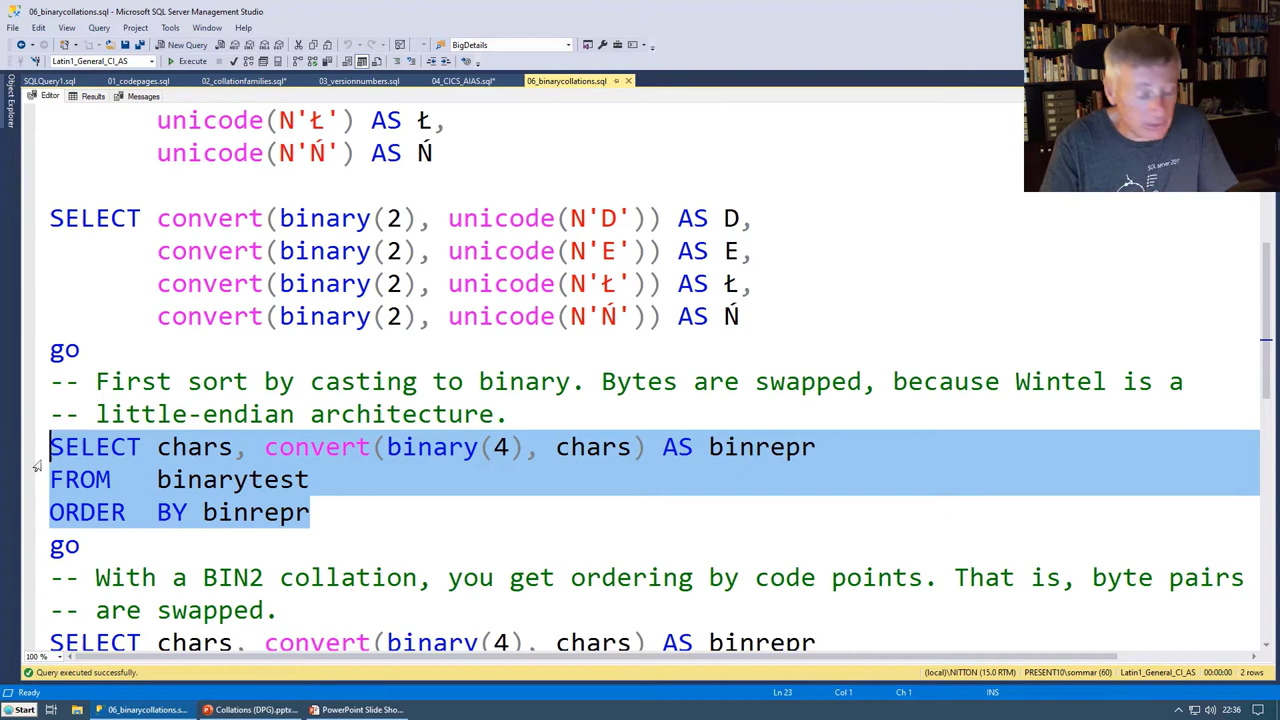 06_binarycollations.sql - Microsoft SQL Server Management Studio
File Edit View Query Project Tools Window Help
New Query BigDetails
Latin1_General_CI_AS Execute
SQLQuery1.sql 01_codepages.sql 02_collationfamilies.sql* 03_versionnumbers.sql 04_CICS_AIAS.sql* 06_binarycollations.sql
Editor Results Messages
Object Explorer
unicode(N'Ł') AS Ł,
unicode(N'Ń') AS Ń
SELECT convert(binary(2), unicode(N'D')) AS D,
convert(binary(2), unicode(N'E')) AS E,
convert(binary(2), unicode(N'Ł')) AS Ł,
convert(binary(2), unicode(N'Ń')) AS Ń
go
-- First sort by casting to binary. Bytes are swapped, because Wintel is a
-- little-endian architecture.
SELECT chars, convert(binary(4), chars) AS binrepr
FROM binarytest
ORDER BY binrepr
go
-- With a BIN2 collation, you get ordering by code points. That is, byte pairs
-- are swapped.
SELECT chars, convert(binary(4), chars) AS binrepr
100 %
Query executed successfully. (local)\NITTON (15.0 RTM) PRESENT10\sommar (60) Latin1_General_CI_AS 00:00:00 2 rows
Ready Ln 23 Col 1 Ch 1 INS
Start 06_binarycollations.s... Collations (DPG).pptx... PowerPoint Slide Sho... 22:36
SQL server 2017